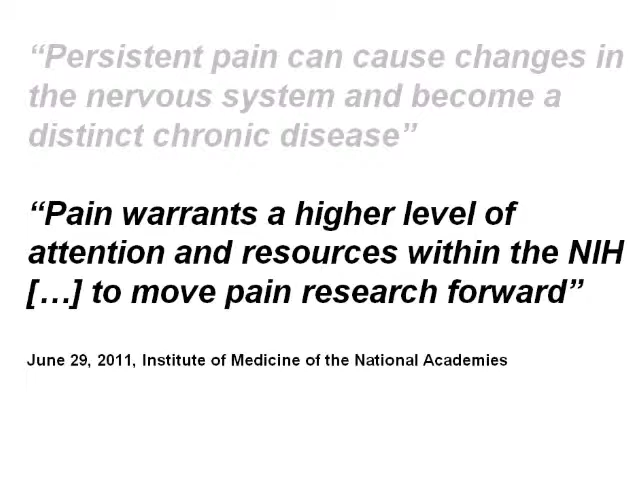 “Persistent pain can cause changes in
the nervous system and become a
distinct chronic disease”
“Pain warrants a higher level of
attention and resources within the NIH
[…] to move pain research forward”
June 29, 2011, Institute of Medicine of the National Academies